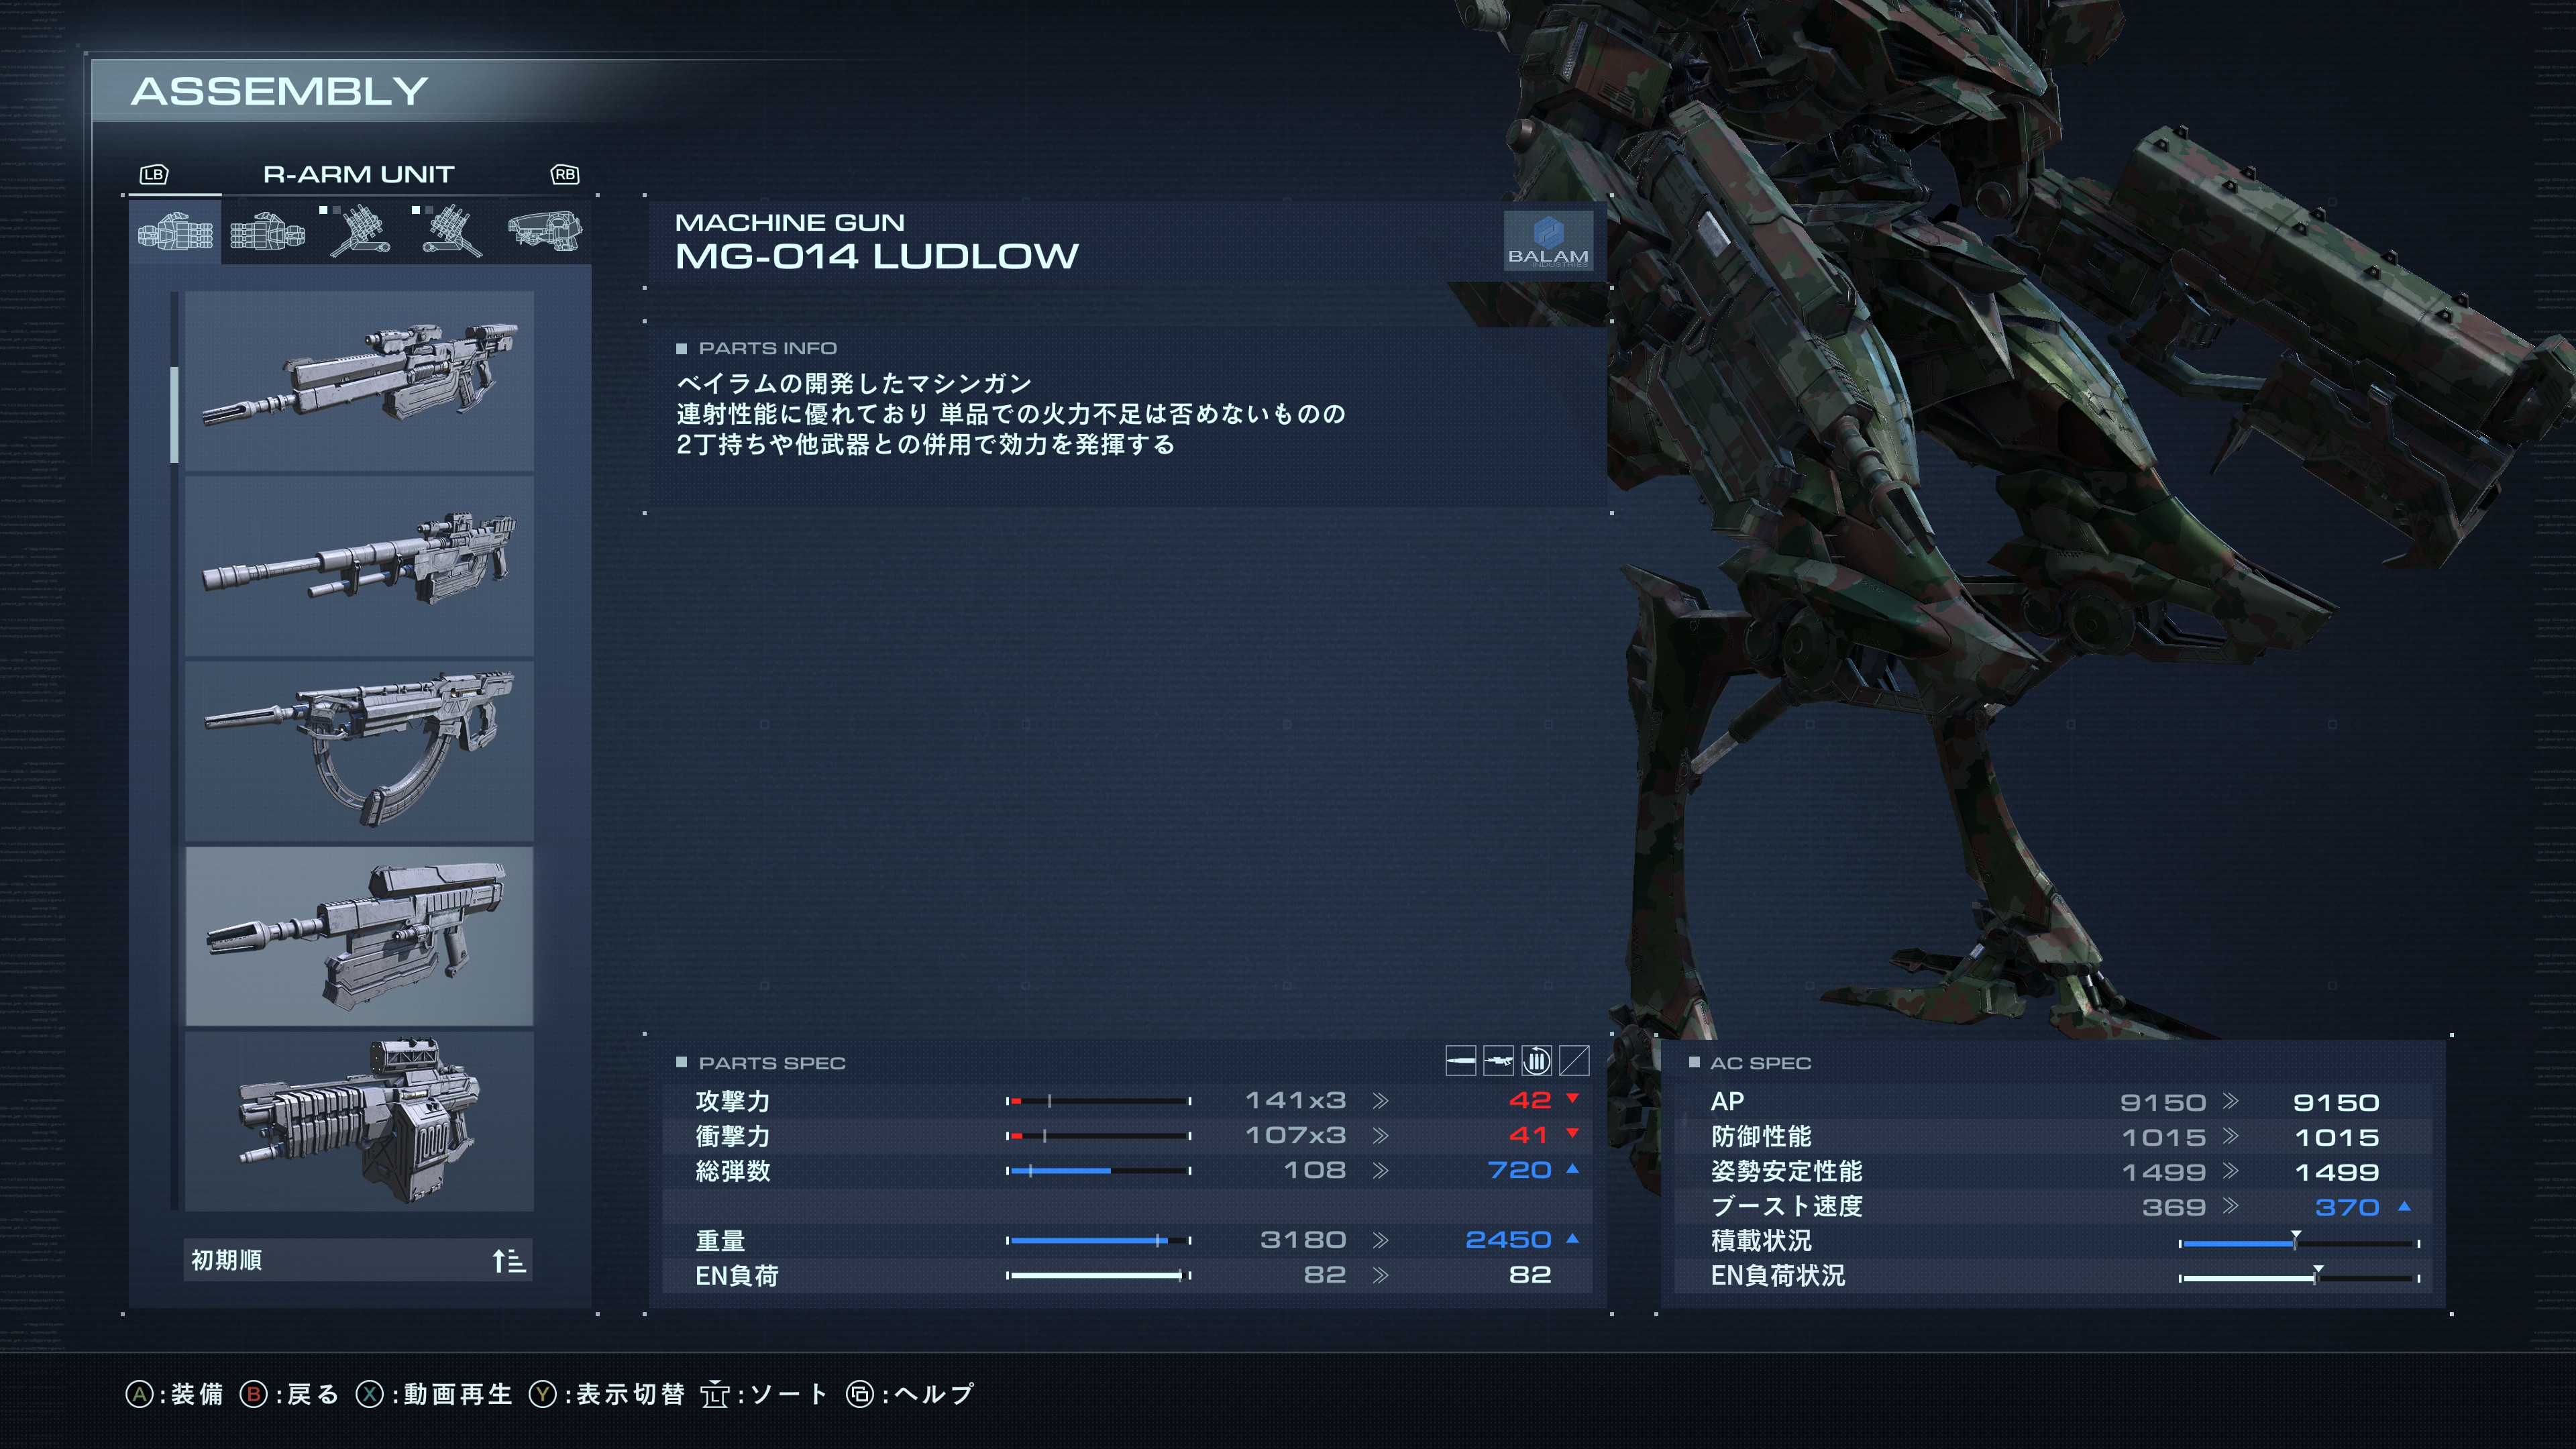 ASSEMBLY
LB R-ARM UNIT RB
MACHINE GUN
MG-014 LUDLOW
BALAM
INDUSTRIES
PARTS INFO
ベイラムの開発したマシンガン
連射性能に優れており 単品での火力不足は否めないものの
2丁持ちや他武器との併用で効力を発揮する
初期順
PARTS SPEC
攻撃力 141x3 42
衝撃力 107x3 41
総弾数 108 720
重量 3180 2450
EN負荷 82 82
AC SPEC
AP 9150 9150
防御性能 1015 1015
姿勢安定性能 1499 1499
ブースト速度 369 370
積載状況
EN負荷状況
A:装備 B:戻る X:動画再生 Y:表示切替 L:ソート :ヘルプ